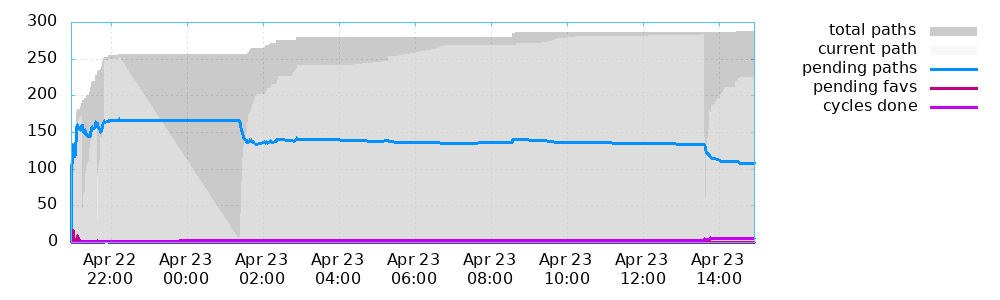 300
250
200
150
100
50
0
Apr 22 22:00
Apr 23 00:00
Apr 23 02:00
Apr 23 04:00
Apr 23 06:00
Apr 23 08:00
Apr 23 10:00
Apr 23 12:00
Apr 23 14:00
total paths
current path
pending paths
pending favs
cycles done